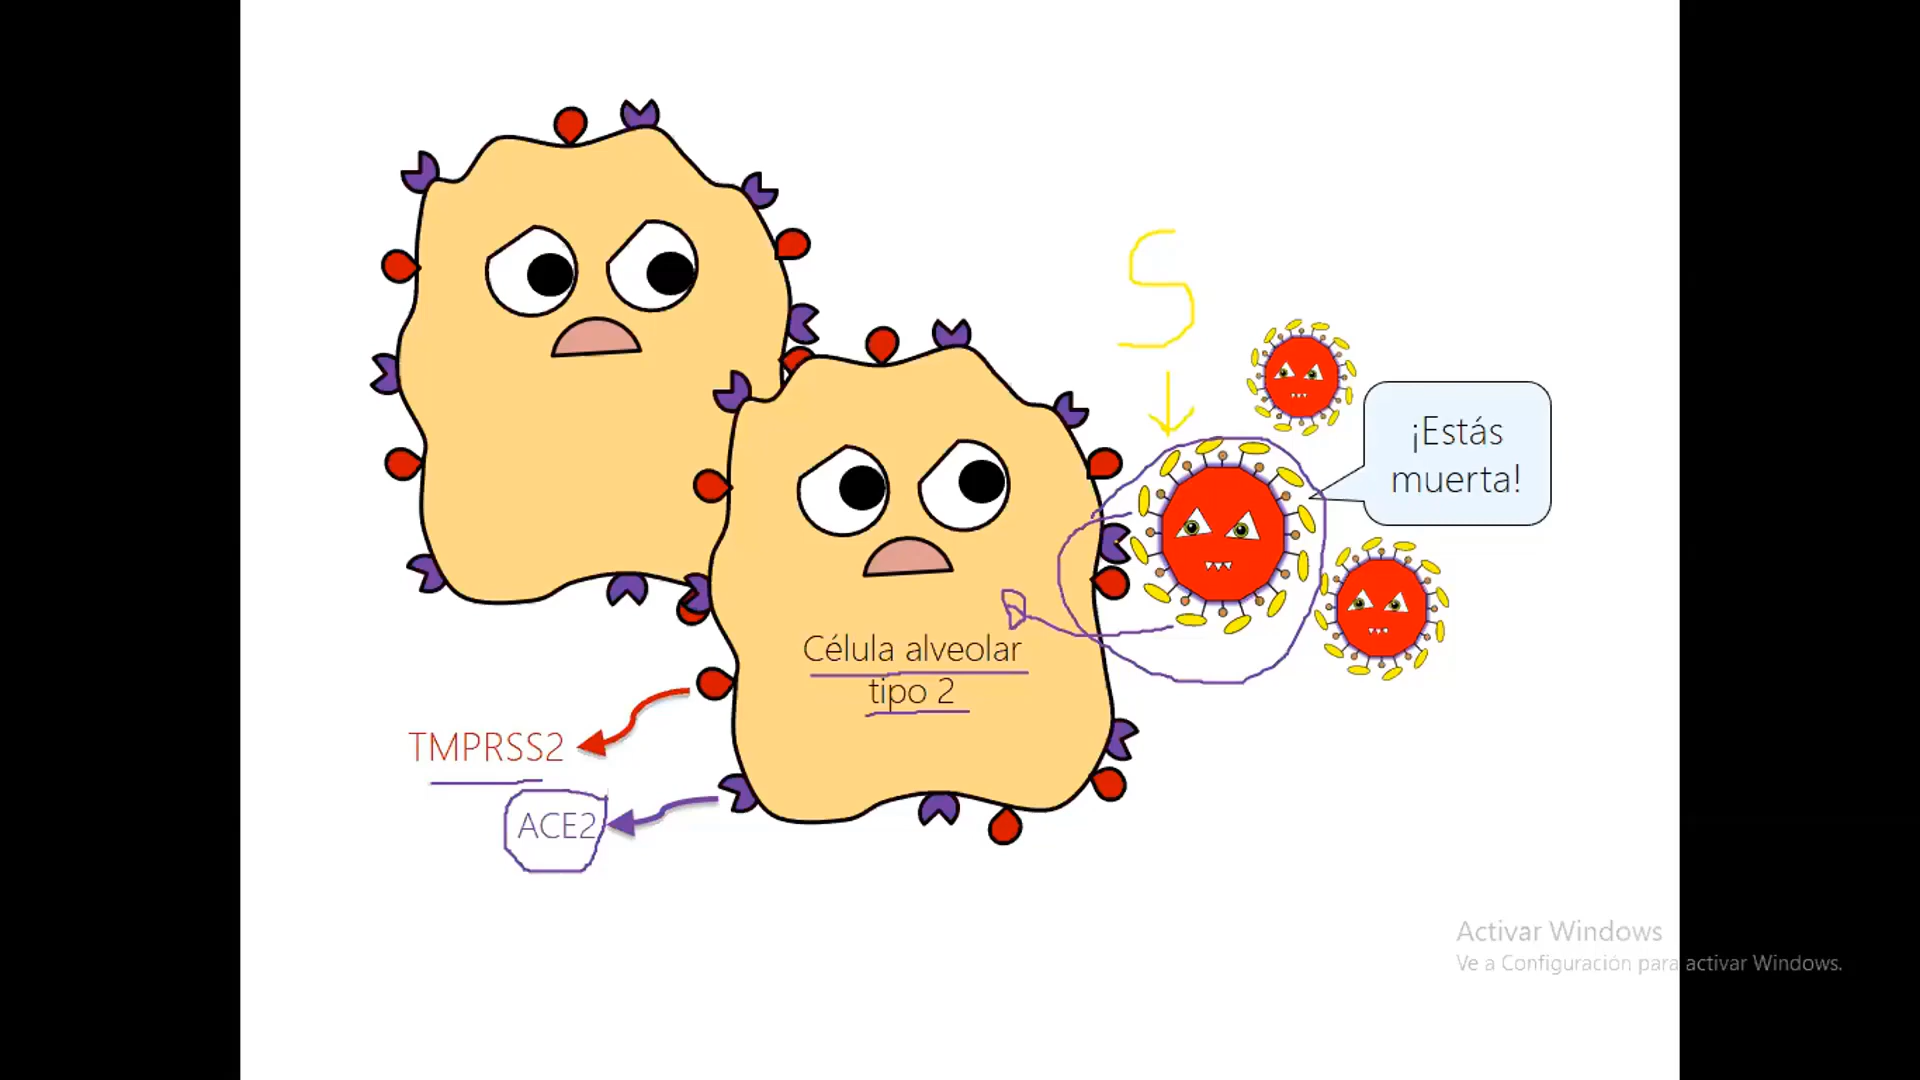 S
¡Estás
muerta!
Célula alveolar
tipo 2
TMPRSS2
ACE2
Activar Windows
Ve a Configuración para activar Windows.